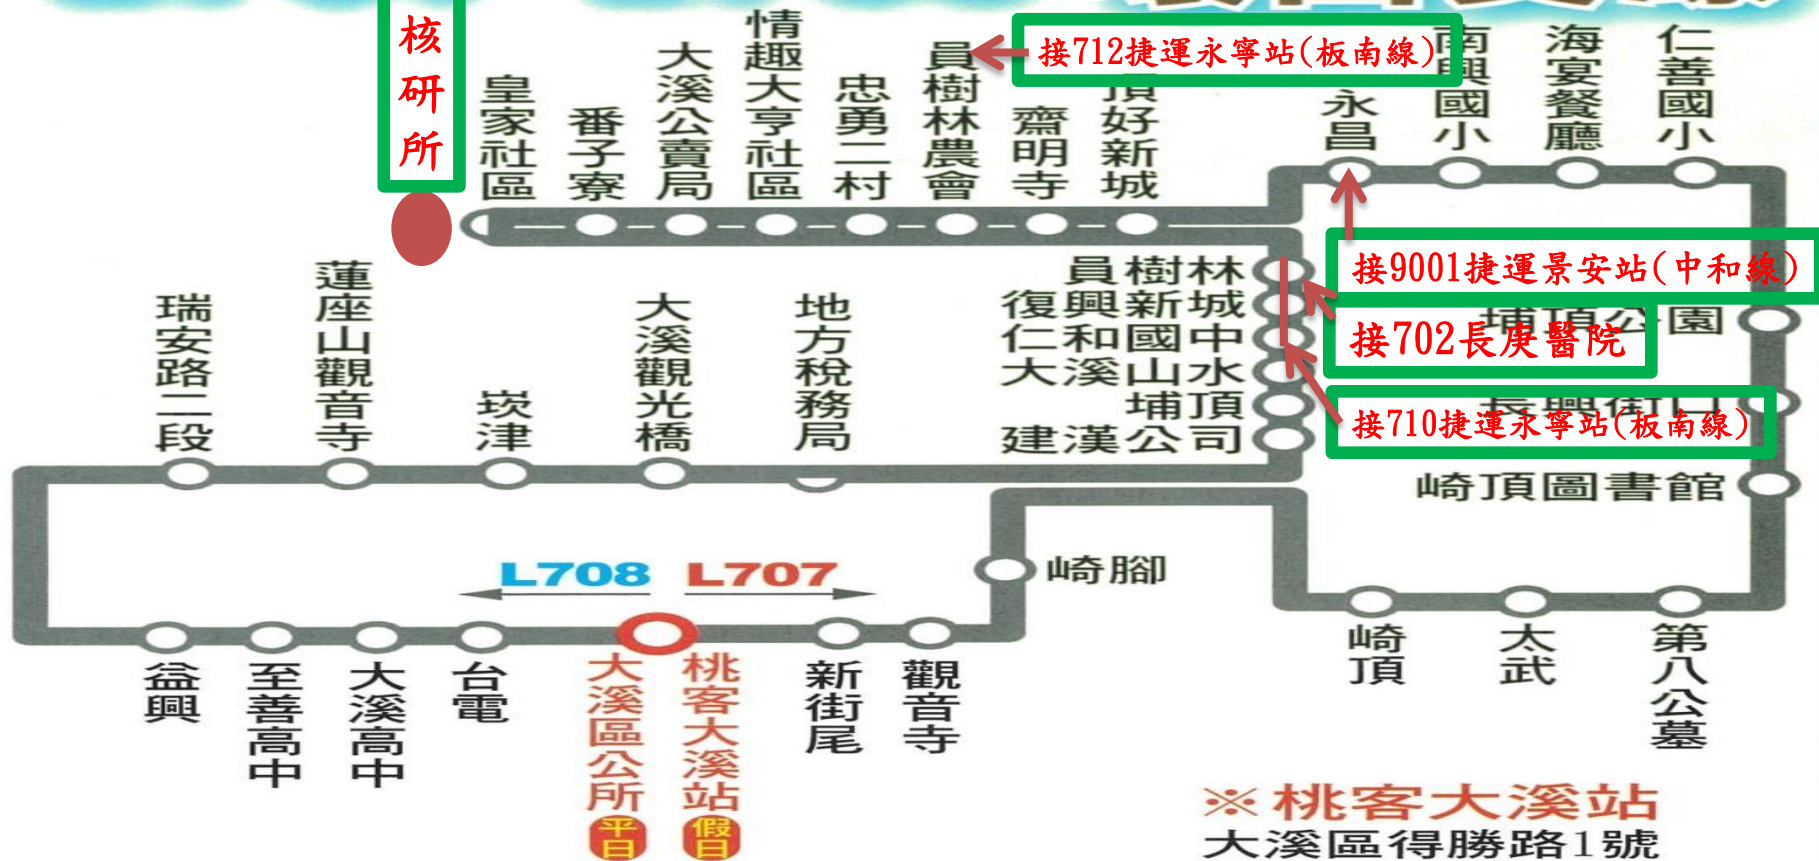 核研所
皇家社區
番子寮
大溪公賣局
情趣大亨社區
忠勇二村
員樹林農會
齋明寺
頂好新城
接712捷運永寧站(板南線)
永昌
南興國小
海宴餐廳
仁善國小
接9001捷運景安站(中和線)
接702長庚醫院
接710捷運永寧站(板南線)
埔頂公園
長興街口
崎頂圖書館
員樹林
復興新城
仁和國中
大溪山水
埔頂
建漢公司
瑞安路二段
蓮座山觀音寺
崁津
大溪觀光橋
地方稅務局
L708
L707
崎腳
益興
至善高中
大溪高中
台電
大溪區公所
平日
桃客大溪站
假日
新街尾
觀音寺
崎頂
太武
第八公墓
※桃客大溪站
大溪區得勝路1號